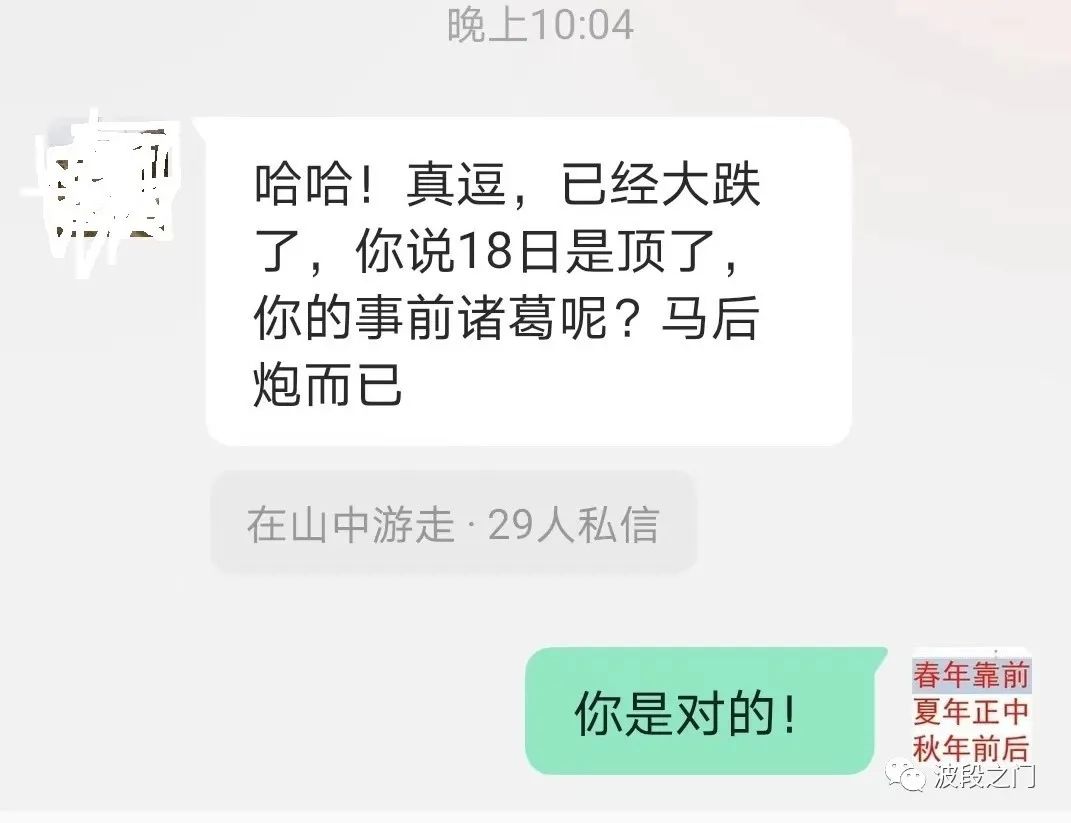 晚上10:04
哈哈！真逗，已经大跌
了，你说18日是顶了，
你的事前诸葛呢？马后
炮而已
在山中游走·29人私信
你是对的！
春年靠前
夏年正中
秋年前后
波段之门